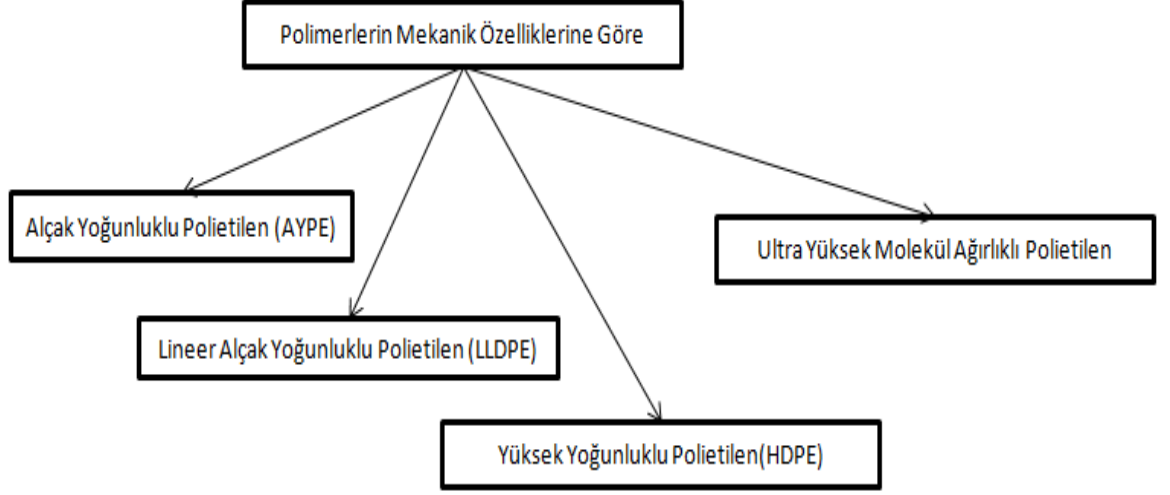 Polimerlerin Mekanik Özelliklerine Göre
Alçak Yoğunluklu Polietilen (AYPE)
Ultra Yüksek Molekül Ağırlıklı Polietilen
Lineer Alçak Yoğunluklu Polietilen (LLDPE)
Yüksek Yoğunluklu Polietilen(HDPE)